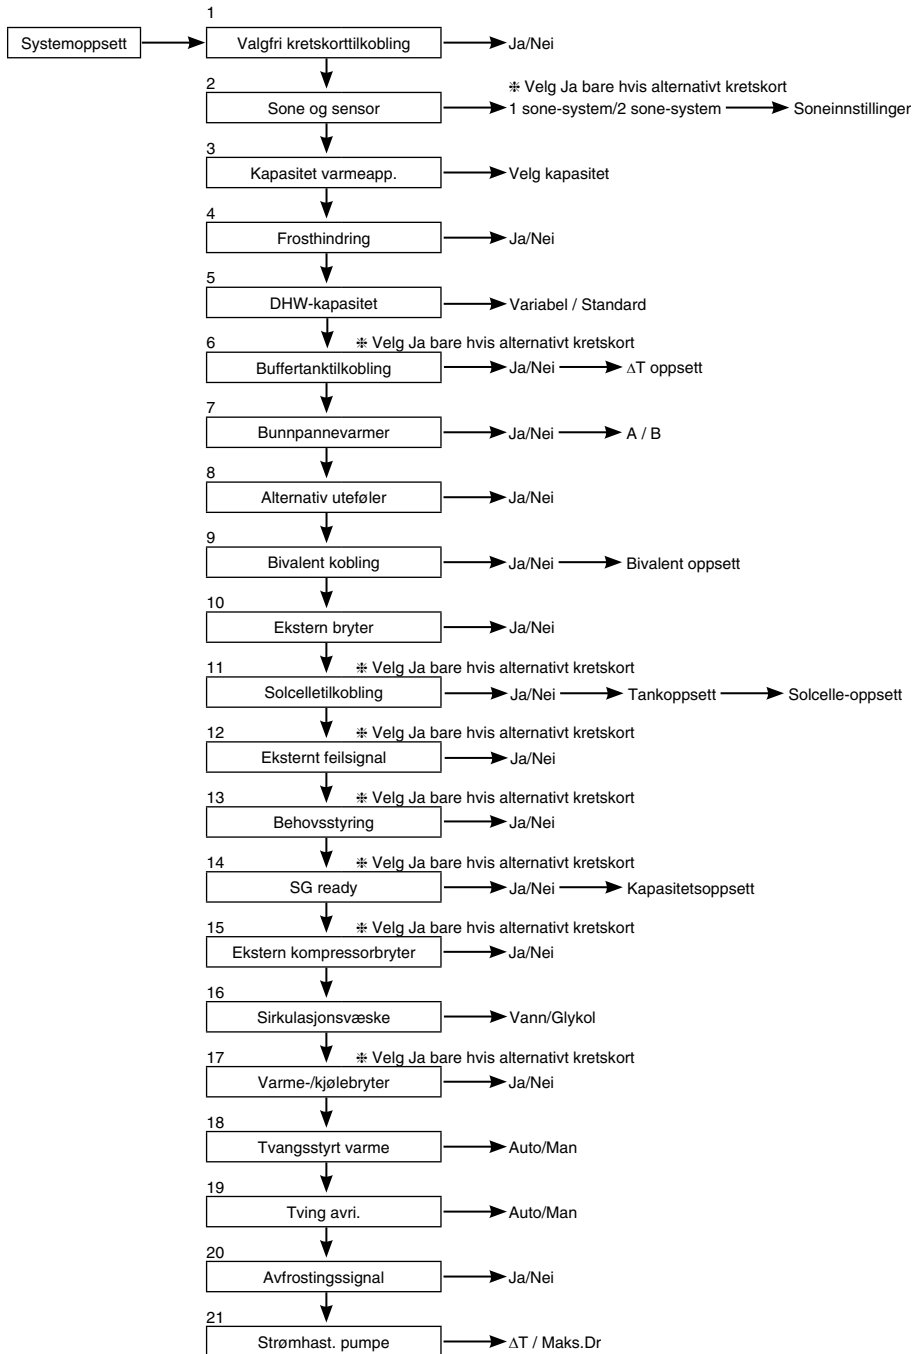 1
Systemoppsett Valgfri kretskorttilkobling Ja/Nei
2 ⁜ Velg Ja bare hvis alternativt kretskort
Sone og sensor 1 sone-system/2 sone-system Soneinnstillinger
3
Kapasitet varmeapp. Velg kapasitet
4
Frosthindring Ja/Nei
5
DHW-kapasitet Variabel / Standard
6 ⁜ Velg Ja bare hvis alternativt kretskort
Buffertanktilkobling Ja/Nei ΔT oppsett
7
Bunnpannevarmer Ja/Nei A / B
8
Alternativ uteføler Ja/Nei
9
Bivalent kobling Ja/Nei Bivalent oppsett
10
Ekstern bryter Ja/Nei
11 ⁜ Velg Ja bare hvis alternativt kretskort
Solcelletilkobling Ja/Nei Tankoppsett Solcelle-oppsett
12 ⁜ Velg Ja bare hvis alternativt kretskort
Eksternt feilsignal Ja/Nei
13 ⁜ Velg Ja bare hvis alternativt kretskort
Behovsstyring Ja/Nei
14 ⁜ Velg Ja bare hvis alternativt kretskort
SG ready Ja/Nei Kapasitetsoppsett
15 ⁜ Velg Ja bare hvis alternativt kretskort
Ekstern kompressorbryter Ja/Nei
16
Sirkulasjonsvæske Vann/Glykol
17 ⁜ Velg Ja bare hvis alternativt kretskort
Varme-/kjølebryter Ja/Nei
18
Tvangsstyrt varme Auto/Man
19
Tving avri. Auto/Man
20
Avfrostingssignal Ja/Nei
21
Strømhast. pumpe ΔT / Maks.Dr